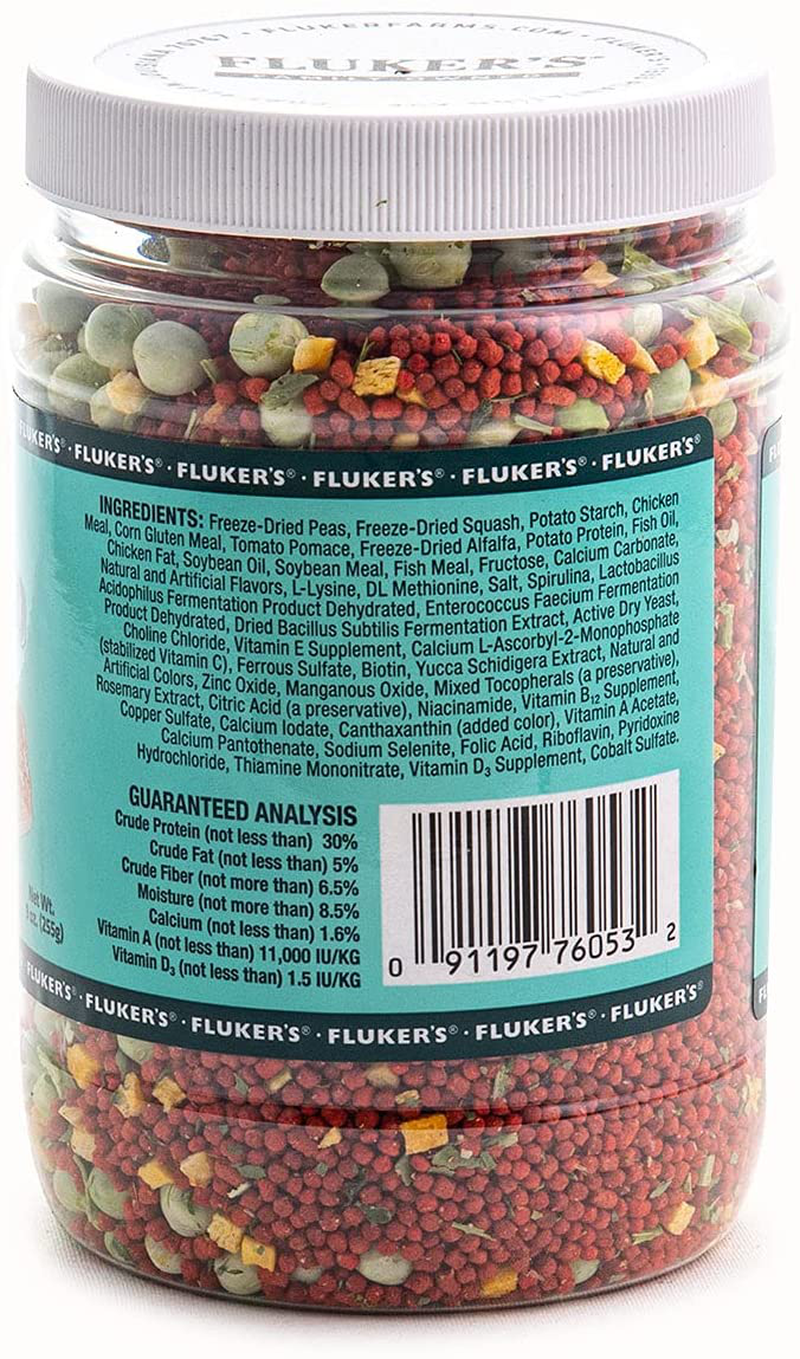 FLUKERFARMS.COM · FLUKER'S
FLUKER'S
FLUKER'S® · FLUKER'S® · FLUKER'S® · FLUKER'S® · FLUKER'S® · FLUKER'S®
INGREDIENTS: Freeze-Dried Peas, Freeze-Dried Squash, Potato Starch, Chicken
Meal, Corn Gluten Meal, Tomato Pomace, Freeze-Dried Alfalfa, Potato Protein, Fish Oil,
Chicken Fat, Soybean Oil, Soybean Meal, Fish Meal, Fructose, Calcium Carbonate,
Natural and Artificial Flavors, L-Lysine, DL Methionine, Salt, Spirulina, Lactobacillus
Acidophilus Fermentation Product Dehydrated, Enterococcus Faecium Fermentation
Product Dehydrated, Dried Bacillus Subtilis Fermentation Extract, Active Dry Yeast,
Choline Chloride, Vitamin E Supplement, Calcium L-Ascorbyl-2-Monophosphate
(stabilized Vitamin C), Ferrous Sulfate, Biotin, Yucca Schidigera Extract, Natural and
Artificial Colors, Zinc Oxide, Manganous Oxide, Mixed Tocopherals (a preservative),
Rosemary Extract, Citric Acid (a preservative), Niacinamide, Vitamin B12 Supplement,
Copper Sulfate, Calcium Iodate, Canthaxanthin (added color), Vitamin A Acetate,
Calcium Pantothenate, Sodium Selenite, Folic Acid, Riboflavin, Pyridoxine
Hydrochloride, Thiamine Mononitrate, Vitamin D3 Supplement, Cobalt Sulfate.
GUARANTEED ANALYSIS
Crude Protein (not less than) 30%
Crude Fat (not less than) 5%
Crude Fiber (not more than) 6.5%
Moisture (not more than) 8.5%
Calcium (not less than) 1.6%
Vitamin A (not less than) 11,000 IU/KG
Vitamin D3 (not less than) 1.5 IU/KG
0 91197 76053 2
Net Wt.
oz. (255g)
FLUKER'S® · FLUKER'S® · FLUKER'S® · FLUKER'S® · FLUKER'S® · FLUKER'S®